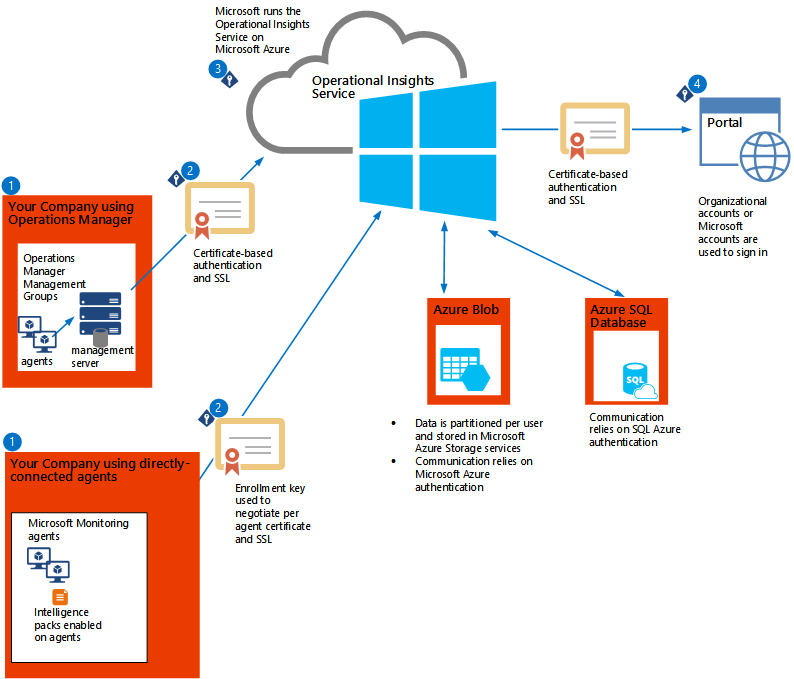 Microsoft runs the
Operational Insights
Service on
Microsoft Azure
3
Operational Insights
Service
4
Portal
Certificate-based
authentication
and SSL
Organizational
accounts or
Microsoft
accounts are
used to sign in
1
Your Company using
Operations Manager
Operations
Manager
Management
Groups
agents
management
server
2
Certificate-based
authentication
and SSL
Azure Blob
• Data is partitioned per user
and stored in Microsoft
Azure Storage services
• Communication relies on
Microsoft Azure
authentication
Azure SQL
Database
SQL
Communication
relies on SQL Azure
authentication
1
Your Company using directly-
connected agents
Microsoft Monitoring
agents
Intelligence
packs enabled
on agents
2
Enrollment key
used to
negotiate per
agent certificate
and SSL